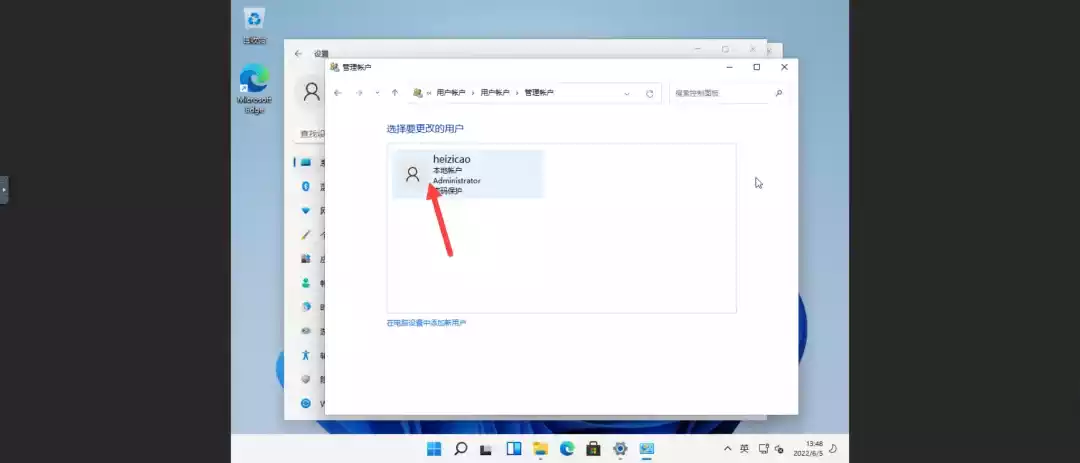 回收站
Microsoft
Edge
设置
管理帐户
« 用户帐户 › 用户帐户 › 管理帐户
搜索控制面板
选择要更改的用户
heizicao
本地帐户
Administrator
码保护
在电脑设置中添加新用户
查找设
英
13:48
2022/6/5